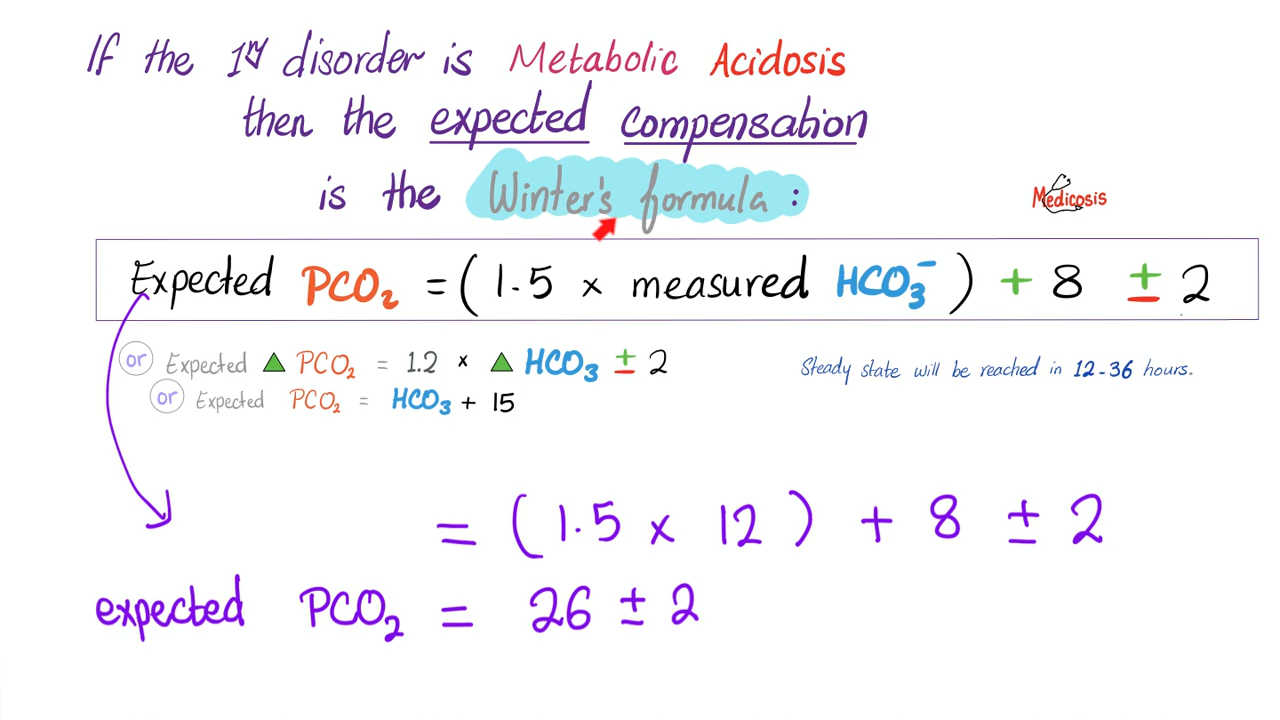 If the 1ry disorder is Metabolic Acidosis
then the expected compensation
is the Winter's formula :
Medicosis
Expected PCO₂ = ( 1.5 × measured HCO₃⁻ ) + 8 ± 2
or Expected ▲ PCO₂ = 1.2 × ▲ HCO₃ ± 2
Steady state will be reached in 12-36 hours.
or Expected PCO₂ = HCO₃ + 15
= ( 1.5 × 12 ) + 8 ± 2
expected PCO₂ = 26 ± 2